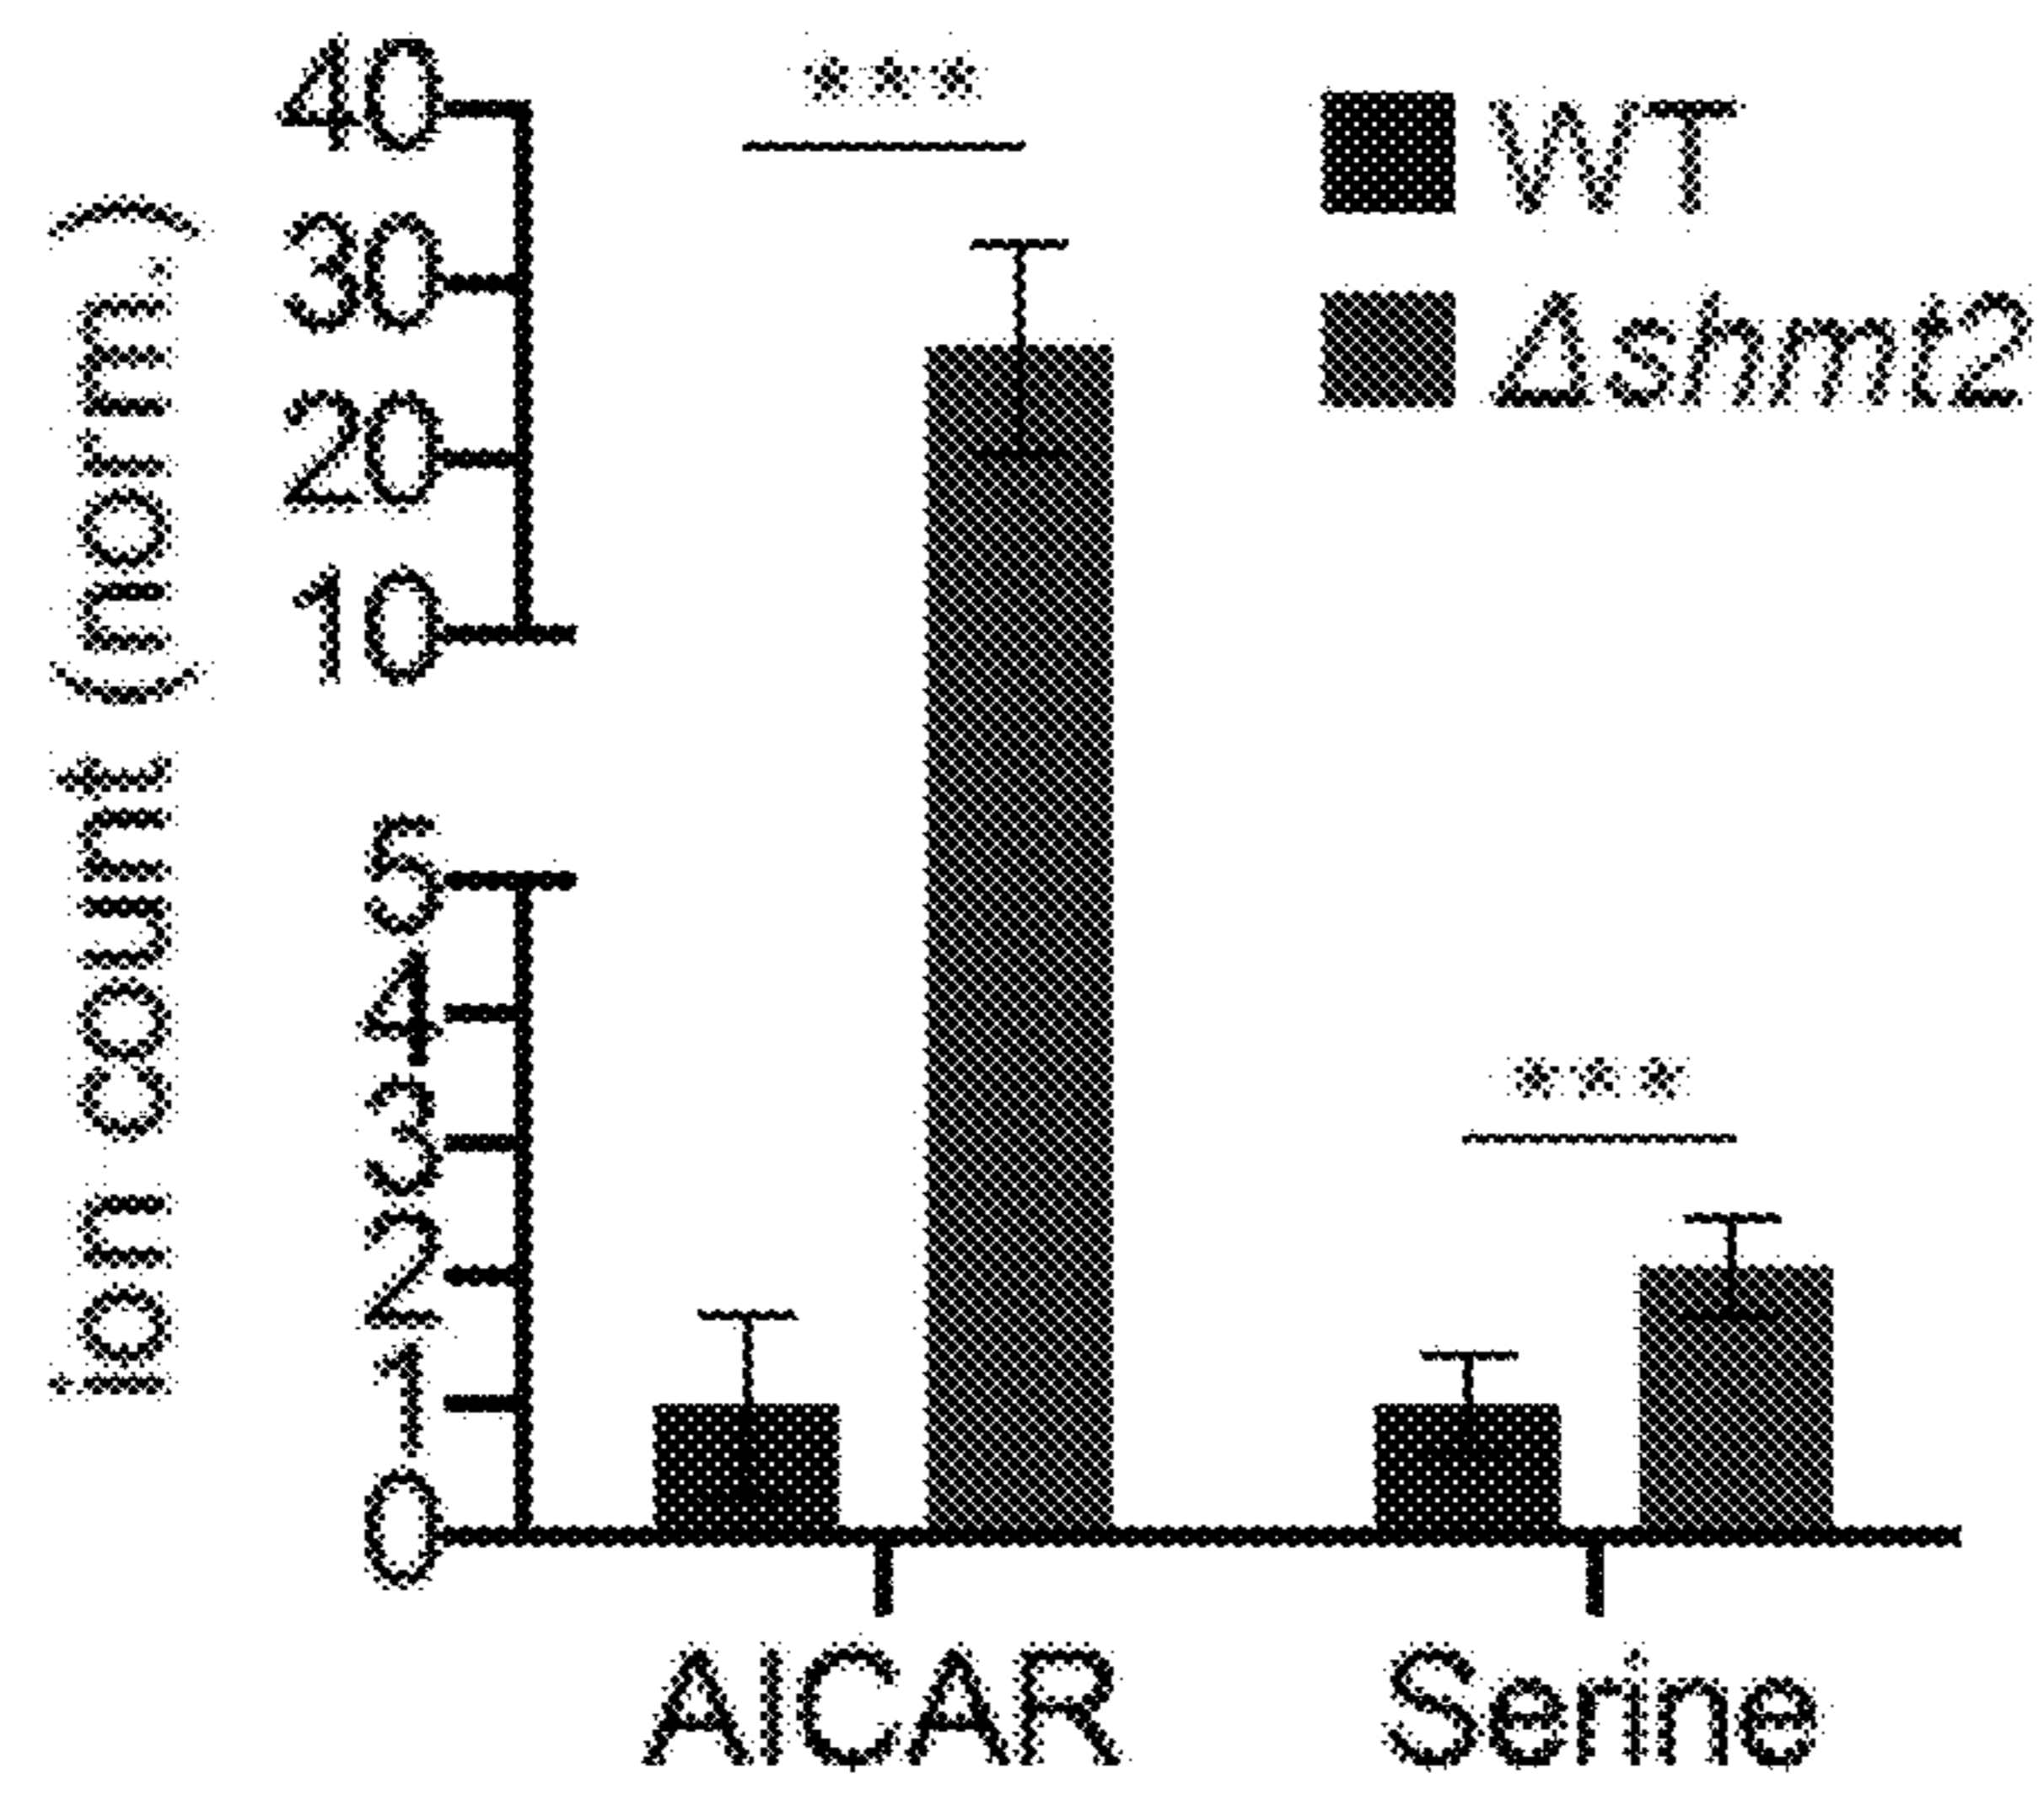 ion count (norm.)
40
30
20
10
5
4
3
2
1
0
***
***
WT
Δshmt2
AICAR
Serine